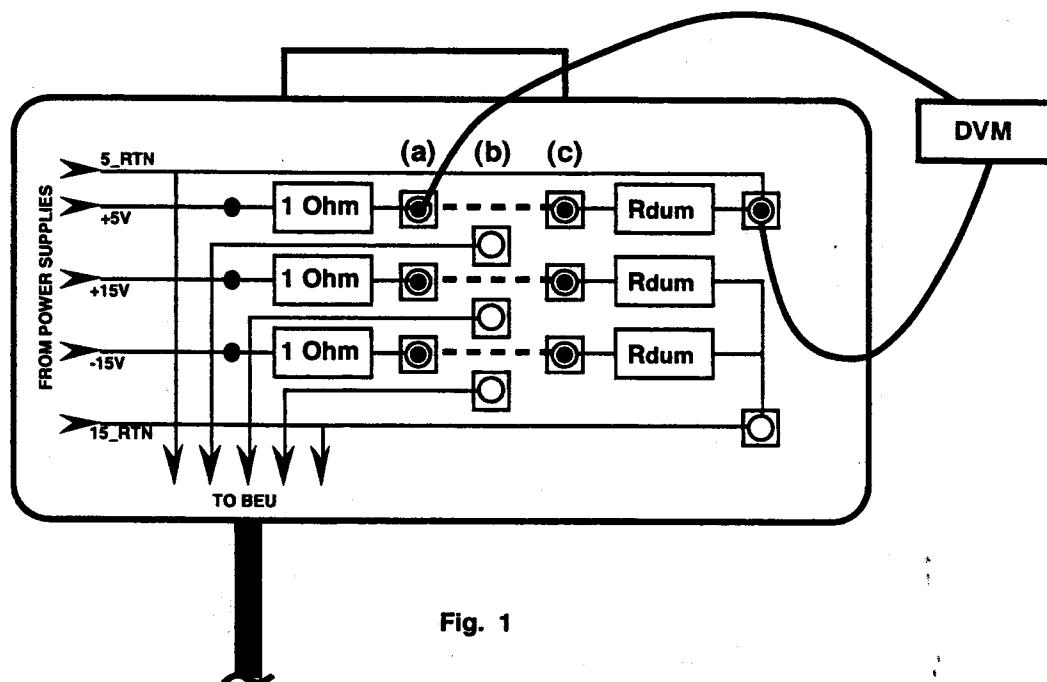 DVM
(a) (b) (c)
5_RTN
+5V
1 Ohm
Rdum
+15V
1 Ohm
Rdum
-15V
1 Ohm
Rdum
15_RTN
FROM POWER SUPPLIES
TO BEU
Fig. 1